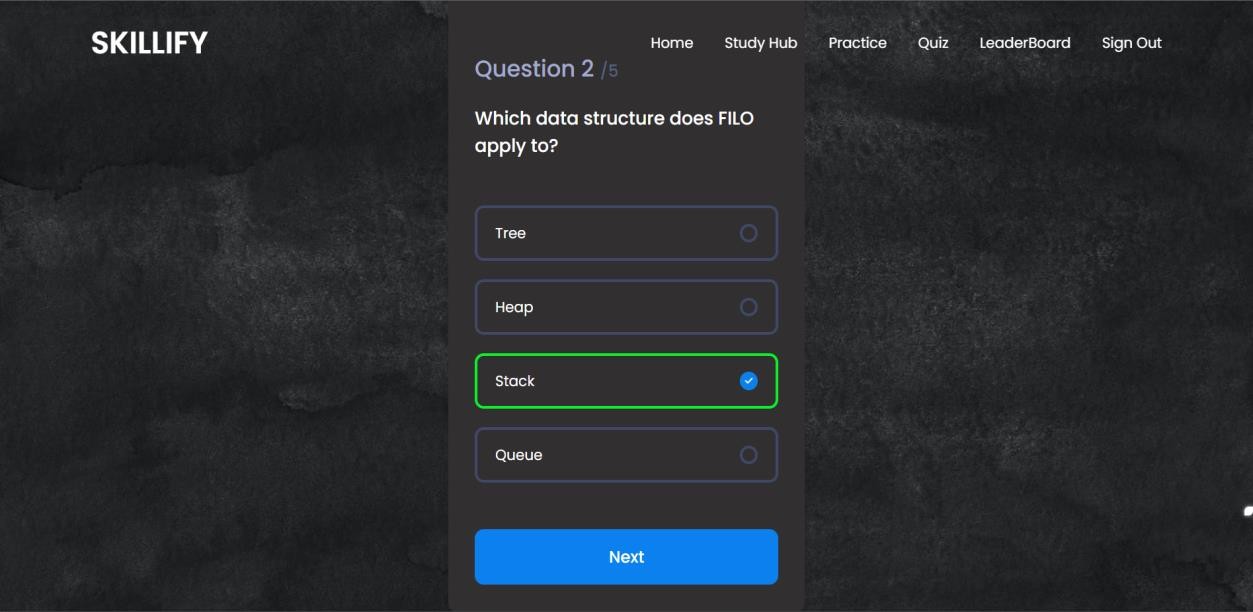 SKILLIFY
Home Study Hub Practice Quiz LeaderBoard Sign Out
Question 2 /5
Which data structure does FILO
apply to?
Tree
Heap
Stack
Queue
Next